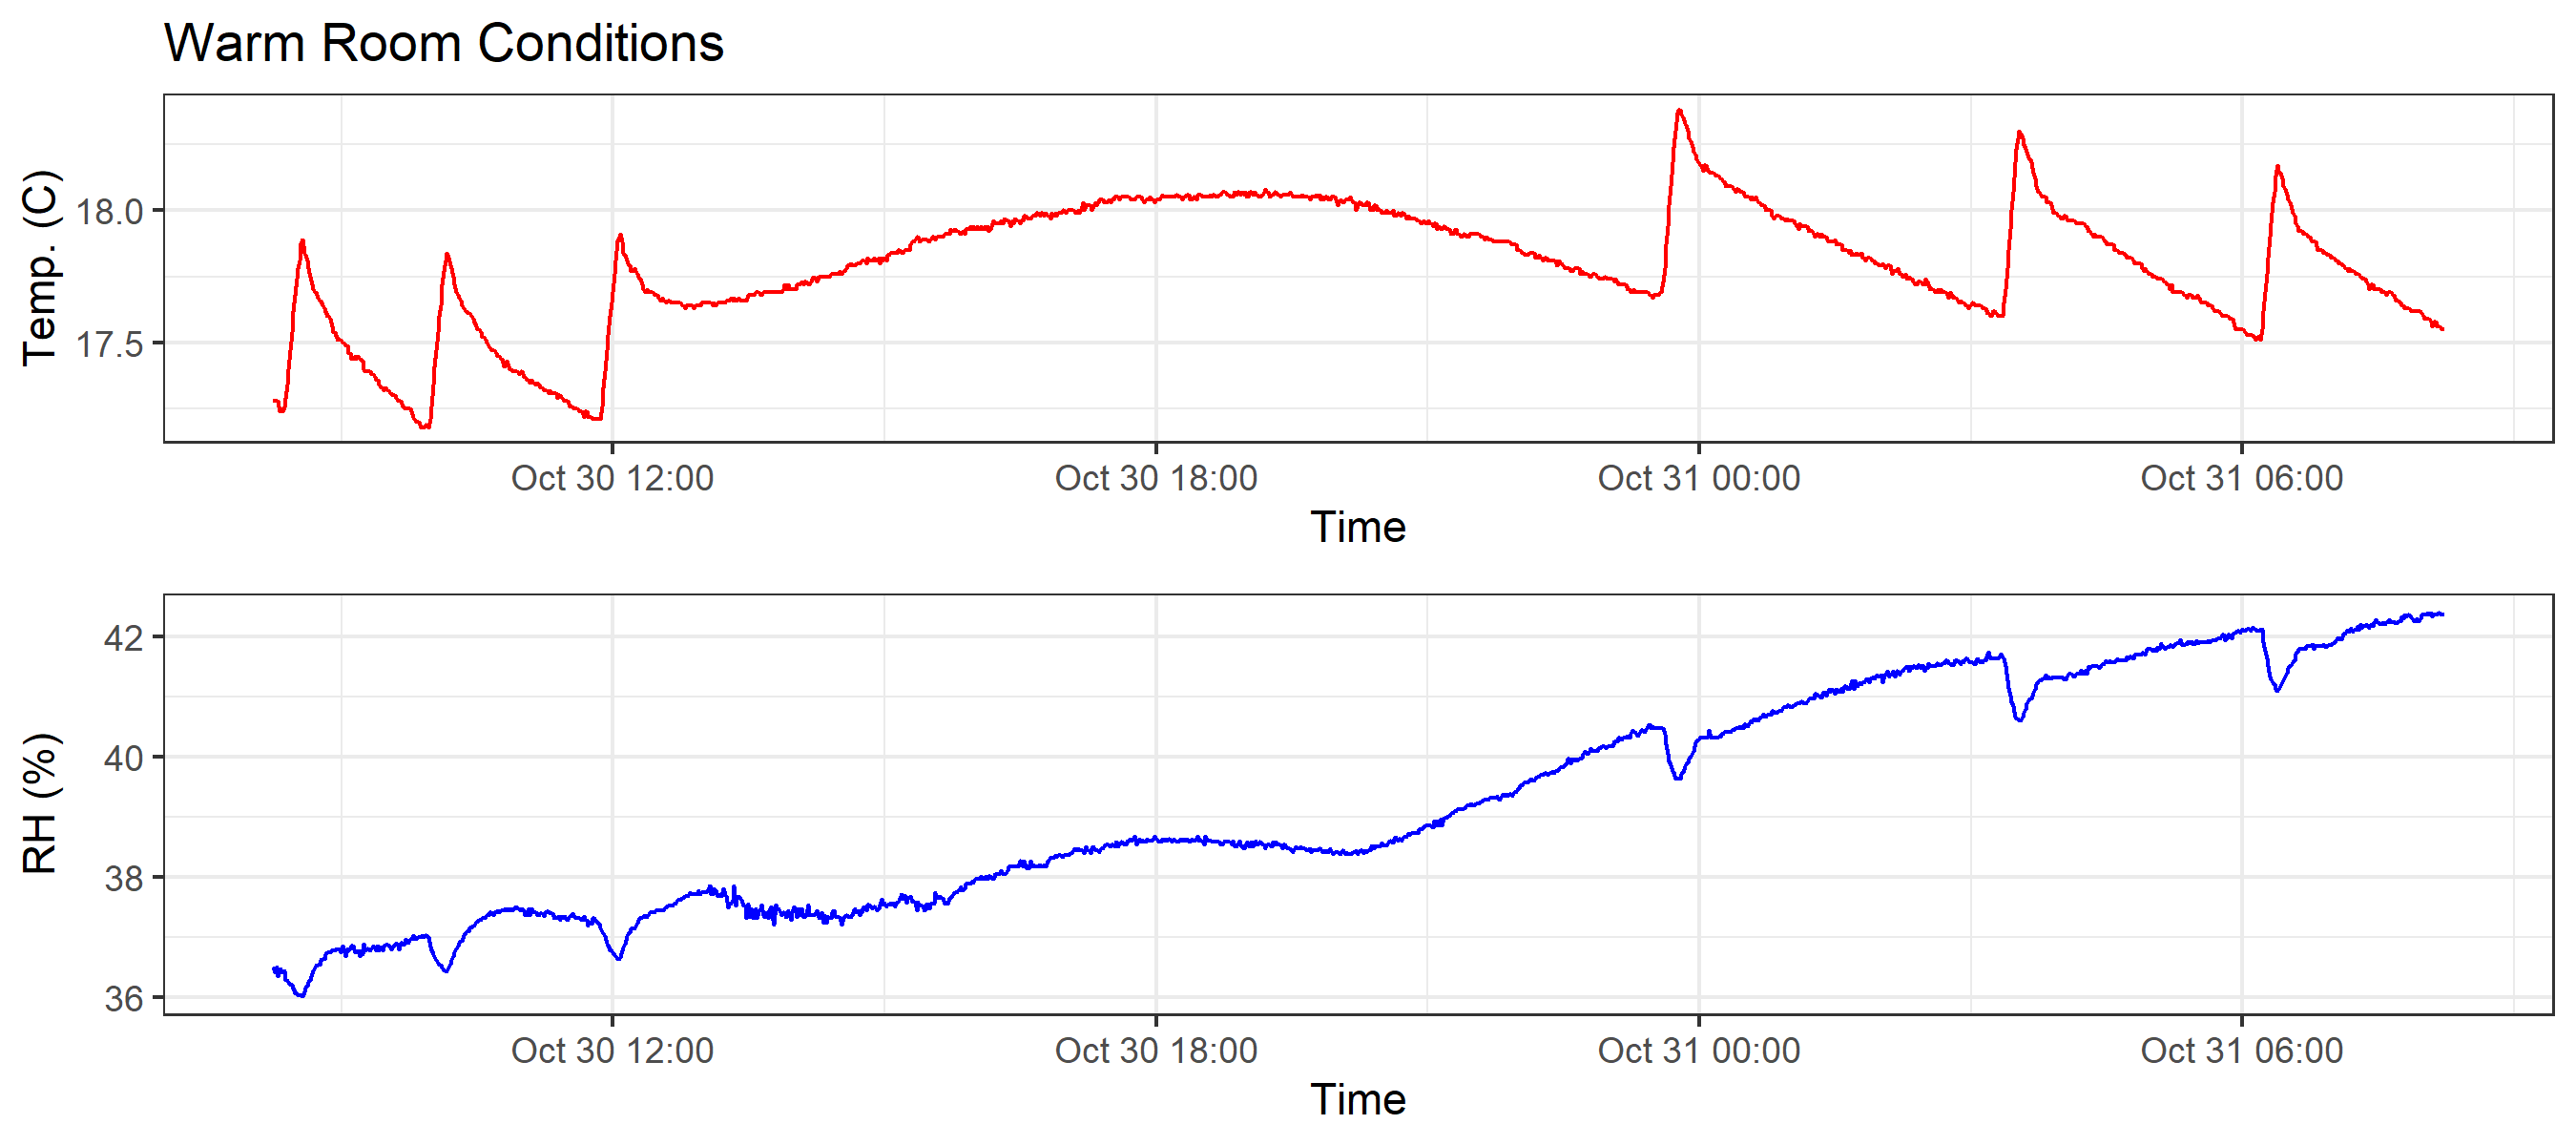 Warm Room Conditions
Temp. (C)
18.0
17.5
Oct 30 12:00 Oct 30 18:00 Oct 31 00:00 Oct 31 06:00
Time
RH (%)
42
40
38
36
Oct 30 12:00 Oct 30 18:00 Oct 31 00:00 Oct 31 06:00
Time